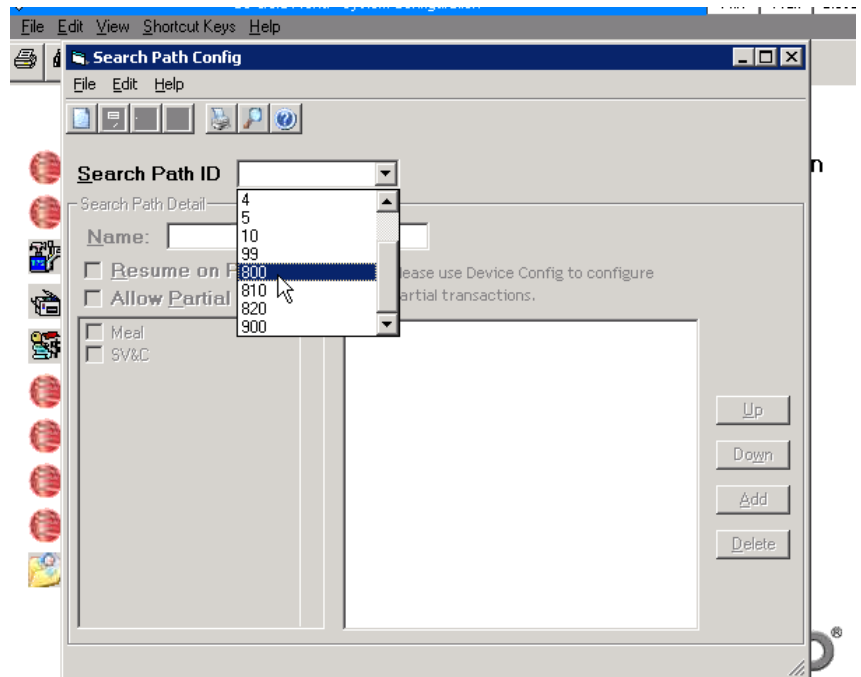 File Edit View Shortcut Keys Help
Search Path Config
File Edit Help
Search Path ID
Search Path Detail
4
5
10
99
800
810
820
900
Name:
Resume on
Allow Partial
ease use Device Config to configure
artial transactions.
Meal
SV&C
Up
Down
Add
Delete
n
®